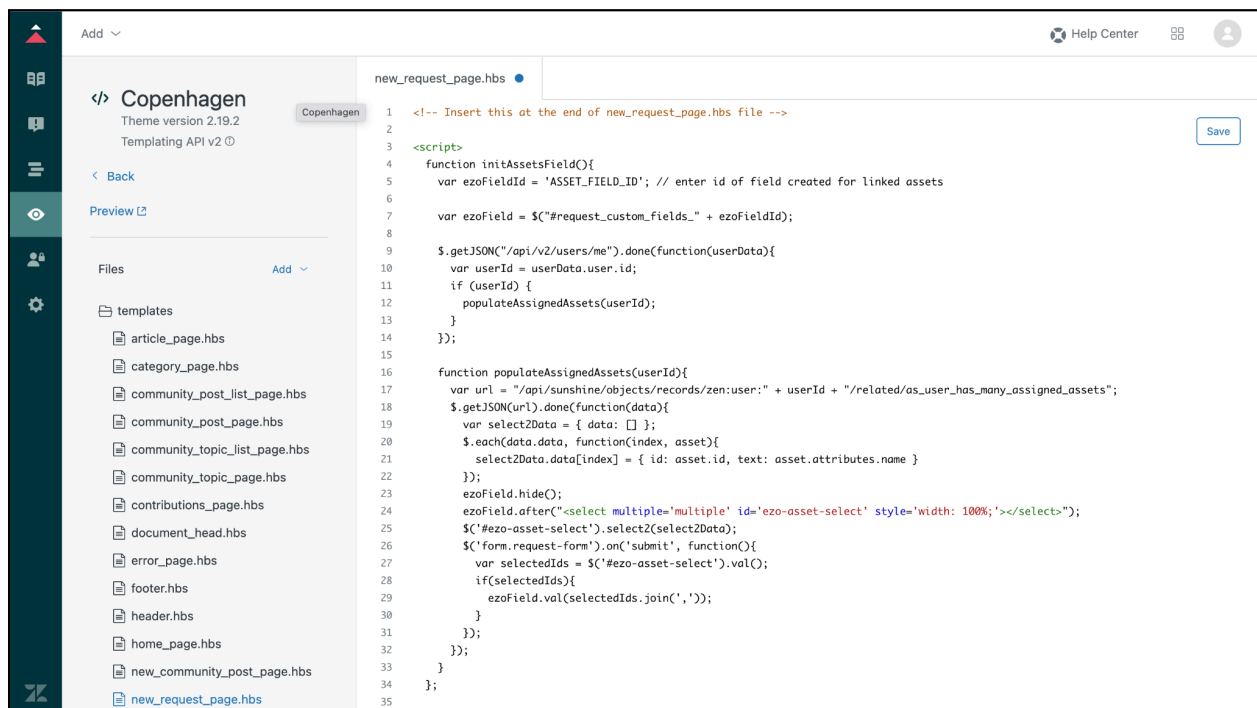 Add
Help Center
Copenhagen
Theme version 2.19.2
Templating API v2
Copenhagen
Back
Preview
Files
Add
templates
article_page.hbs
category_page.hbs
community_post_list_page.hbs
community_post_page.hbs
community_topic_list_page.hbs
community_topic_page.hbs
contributions_page.hbs
document_head.hbs
error_page.hbs
footer.hbs
header.hbs
home_page.hbs
new_community_post_page.hbs
new_request_page.hbs
new_request_page.hbs
Save
1 <!-- Insert this at the end of new_request_page.hbs file -->
2
3 <script>
4 function initAssetsField(){
5 var ezoFieldId = 'ASSET_FIELD_ID'; // enter id of field created for linked assets
6
7 var ezoField = $("#request_custom_fields_" + ezoFieldId);
8
9 $.getJSON("/api/v2/users/me").done(function(userData){
10 var userId = userData.user.id;
11 if (userId) {
12 populateAssignedAssets(userId);
13 }
14 });
15
16 function populateAssignedAssets(userId){
17 var url = "/api/sunshine/objects/records/zen:user:" + userId + "/related/as_user_has_many_assigned_assets";
18 $.getJSON(url).done(function(data){
19 var select2Data = { data: [] };
20 $.each(data.data, function(index, asset){
21 select2Data.data[index] = { id: asset.id, text: asset.attributes.name }
22 });
23 ezoField.hide();
24 ezoField.after("<select multiple='multiple' id='ezo-asset-select' style='width: 100%;'></select>");
25 $('#ezo-asset-select').select2(select2Data);
26 $('form.request-form').on('submit', function(){
27 var selectedIds = $('#ezo-asset-select').val();
28 if(selectedIds){
29 ezoField.val(selectedIds.join(','));
30 }
31 });
32 });
33 }
34 };
35